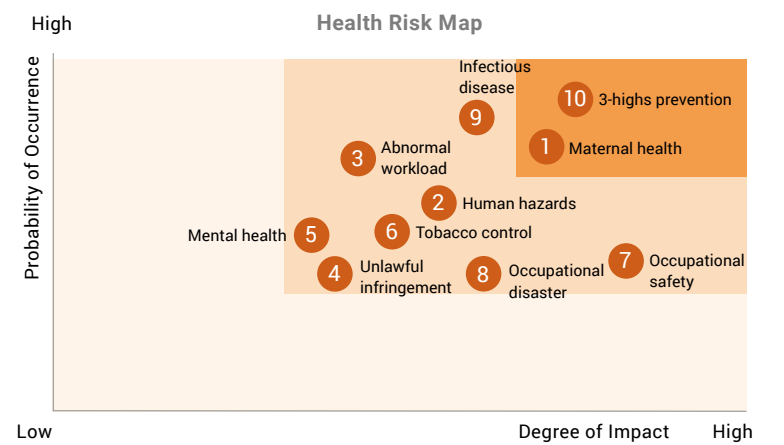 High
Health Risk Map
Probability of Occurrence
Infectious
disease
9
10 3-highs prevention
1 Maternal health
3 Abnormal
workload
2 Human hazards
Mental health 5
6 Tobacco control
4 Unlawful
infringement
8 Occupational
disaster
7 Occupational
safety
Low
Degree of Impact
High